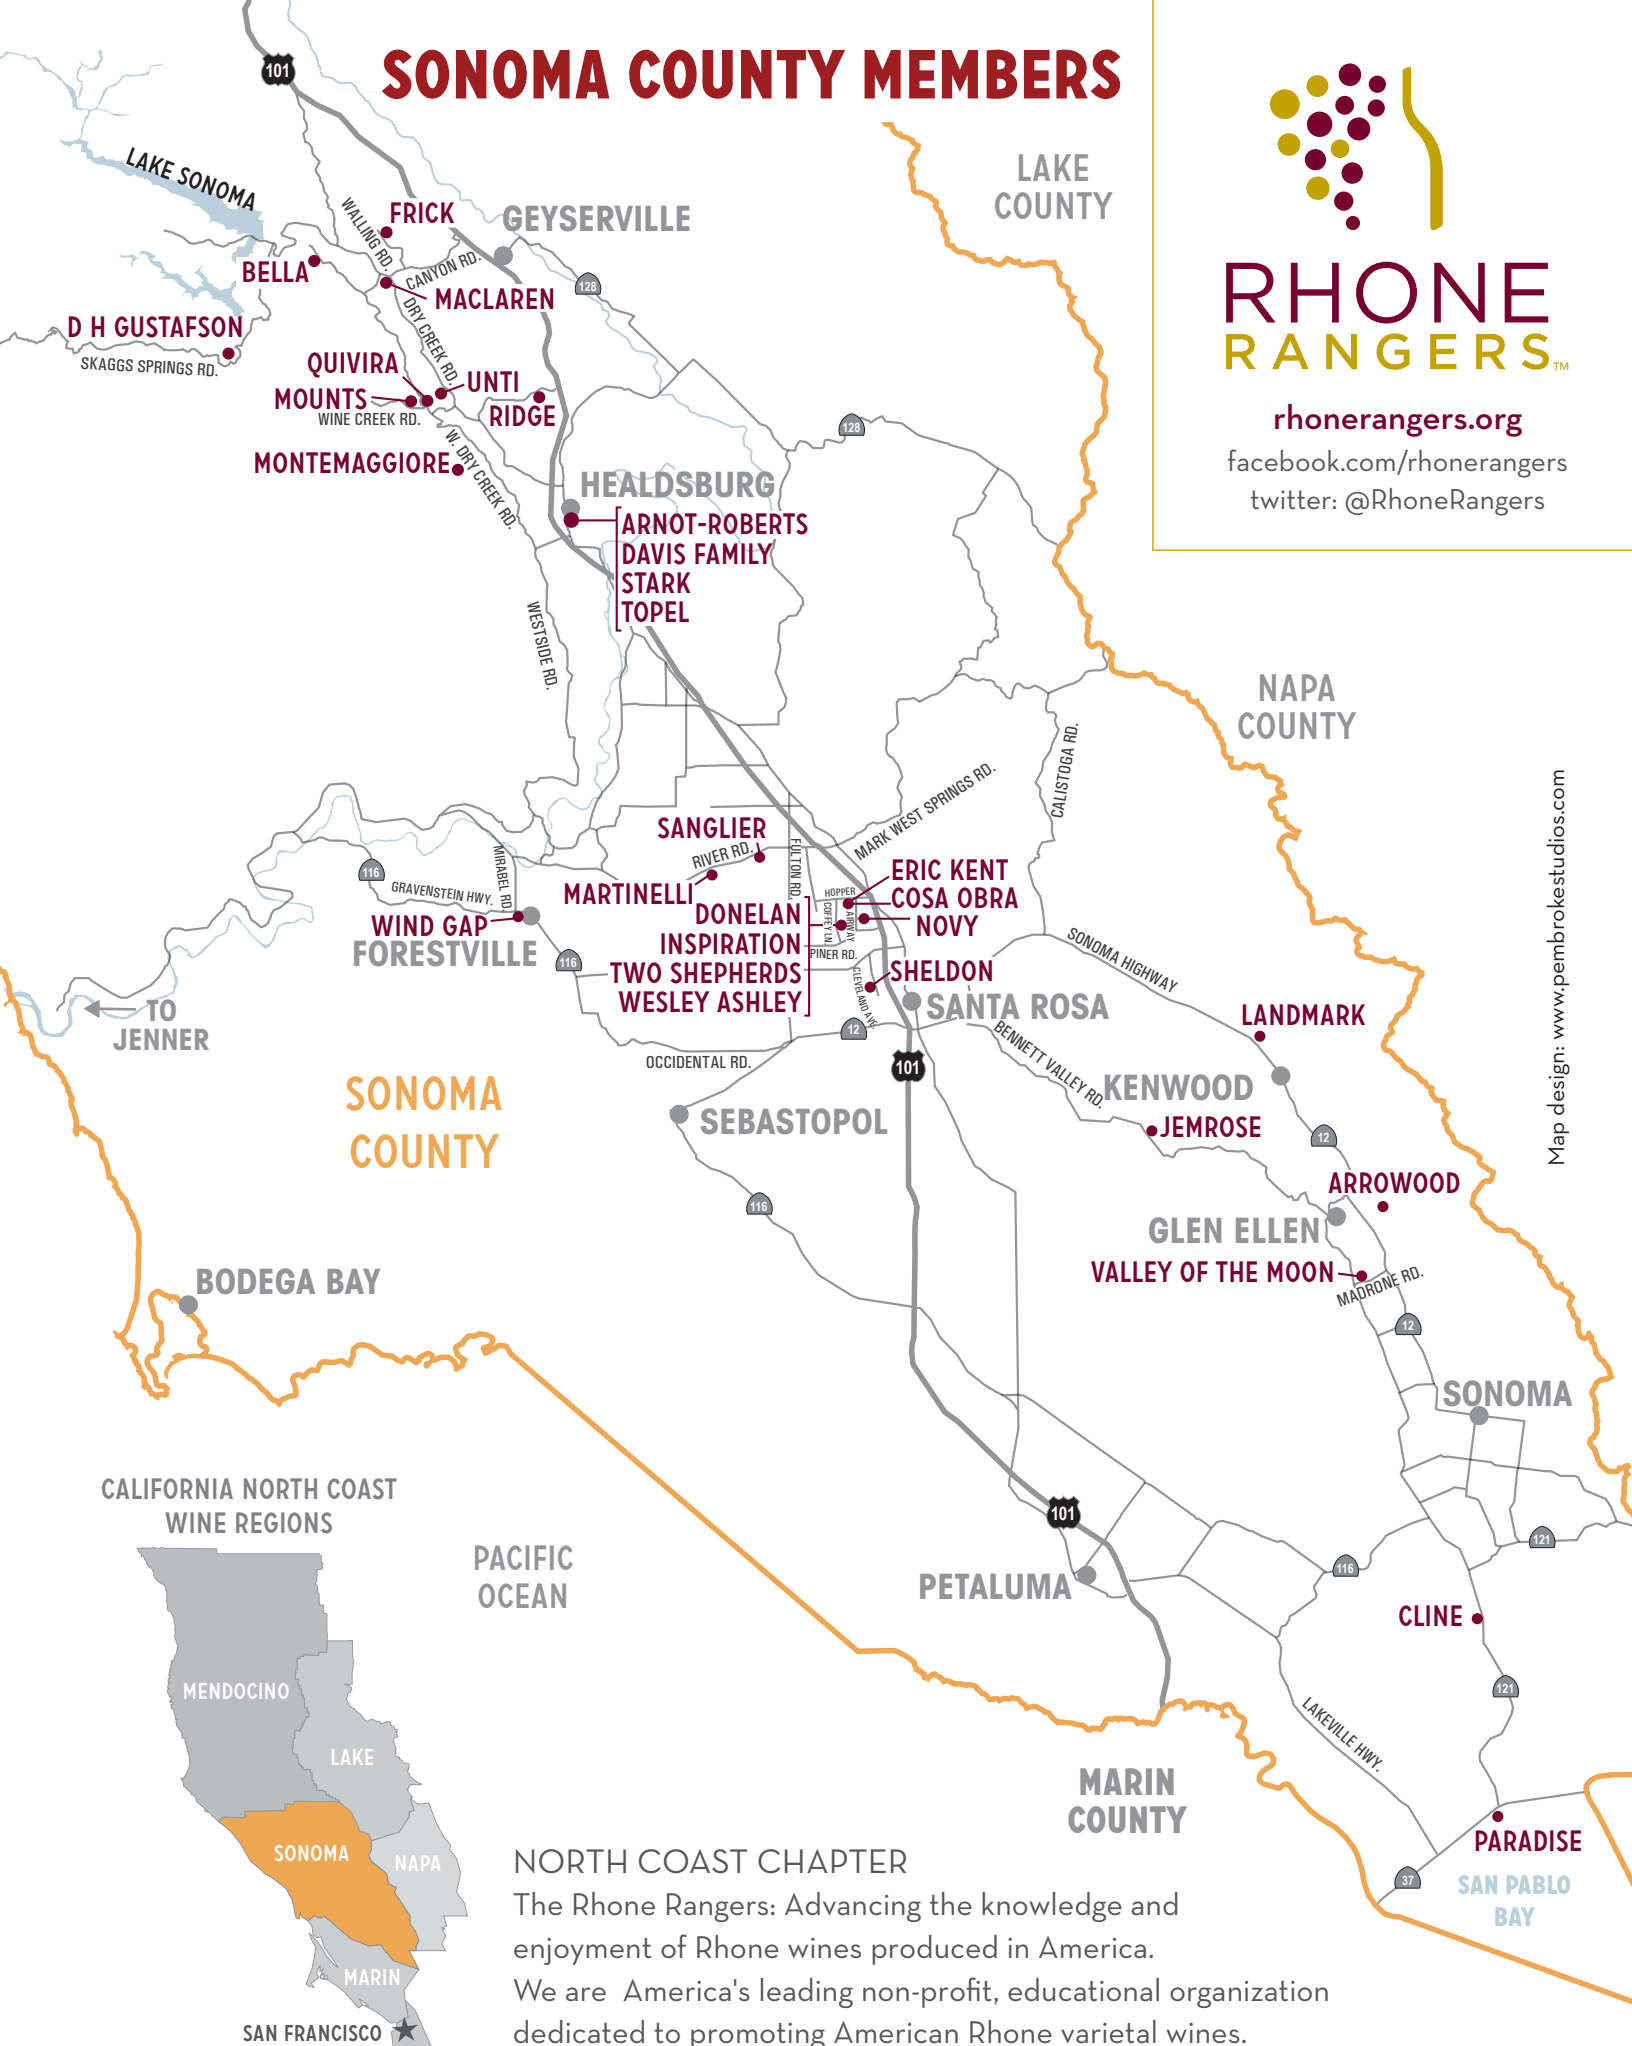 SONOMA COUNTY MEMBERS
101
LAKE SONOMA
LAKE
COUNTY
RHONE
RANGERS™
rhonerangers.org
facebook.com/rhonerangers
twitter: @RhoneRangers
WALLING RD.
FRICK
GEYSERVILLE
BELLA
CANYON RD.
128
MACLAREN
D H GUSTAFSON
SKAGGS SPRINGS RD.
DRY CREEK RD.
QUIVIRA
UNTI
MOUNTS
WINE CREEK RD.
RIDGE
128
MONTEMAGGIORE
W. DRY CREEK RD.
HEALDSBURG
ARNOT-ROBERTS
DAVIS FAMILY
STARK
TOPEL
WESTSIDE RD.
NAPA
COUNTY
CALISTOGA RD.
MARK WEST SPRINGS RD.
Map design: www.pembrokestudios.com
SANGLIER
RIVER RD.
FULTON RD.
MARTINELLI
116
GRAVENSTEIN HWY.
MIRABEL RD.
WIND GAP
FORESTVILLE
116
HOPPER
COFFEY LN.
AIRWAY
ERIC KENT
COSA OBRA
NOVY
DONELAN
INSPIRATION
TWO SHEPHERDS
WESLEY ASHLEY
PINER RD.
CLEVELAND AVE.
SHELDON
SANTA ROSA
SONOMA HIGHWAY
TO
JENNER
12
OCCIDENTAL RD.
101
BENNETT VALLEY RD.
LANDMARK
KENWOOD
SONOMA
COUNTY
SEBASTOPOL
JEMROSE
12
116
ARROWOOD
GLEN ELLEN
VALLEY OF THE MOON
MADRONE RD.
12
BODEGA BAY
SONOMA
CALIFORNIA NORTH COAST
WINE REGIONS
PACIFIC
OCEAN
101
PETALUMA
116
121
CLINE
121
LAKEVILLE HWY.
MENDOCINO
LAKE
SONOMA
NAPA
MARIN
SAN FRANCISCO
MARIN
COUNTY
PARADISE
37
SAN PABLO
BAY
NORTH COAST CHAPTER
The Rhone Rangers: Advancing the knowledge and
enjoyment of Rhone wines produced in America.
We are America's leading non-profit, educational organization
dedicated to promoting American Rhone varietal wines.